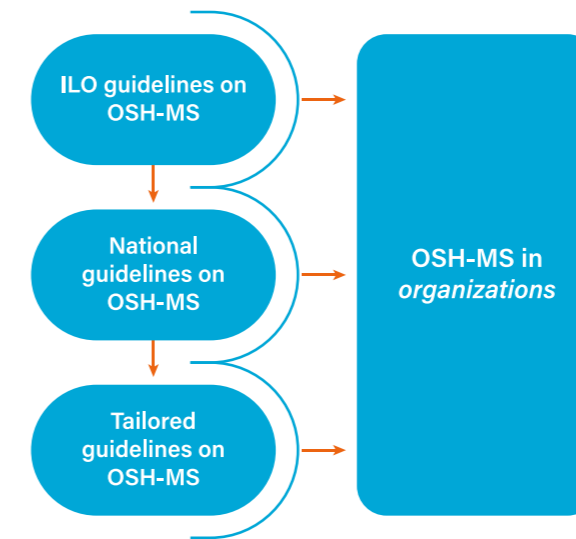 ILO guidelines on
OSH-MS
National
guidelines on
OSH-MS
Tailored
guidelines on
OSH-MS
OSH-MS in
organizations